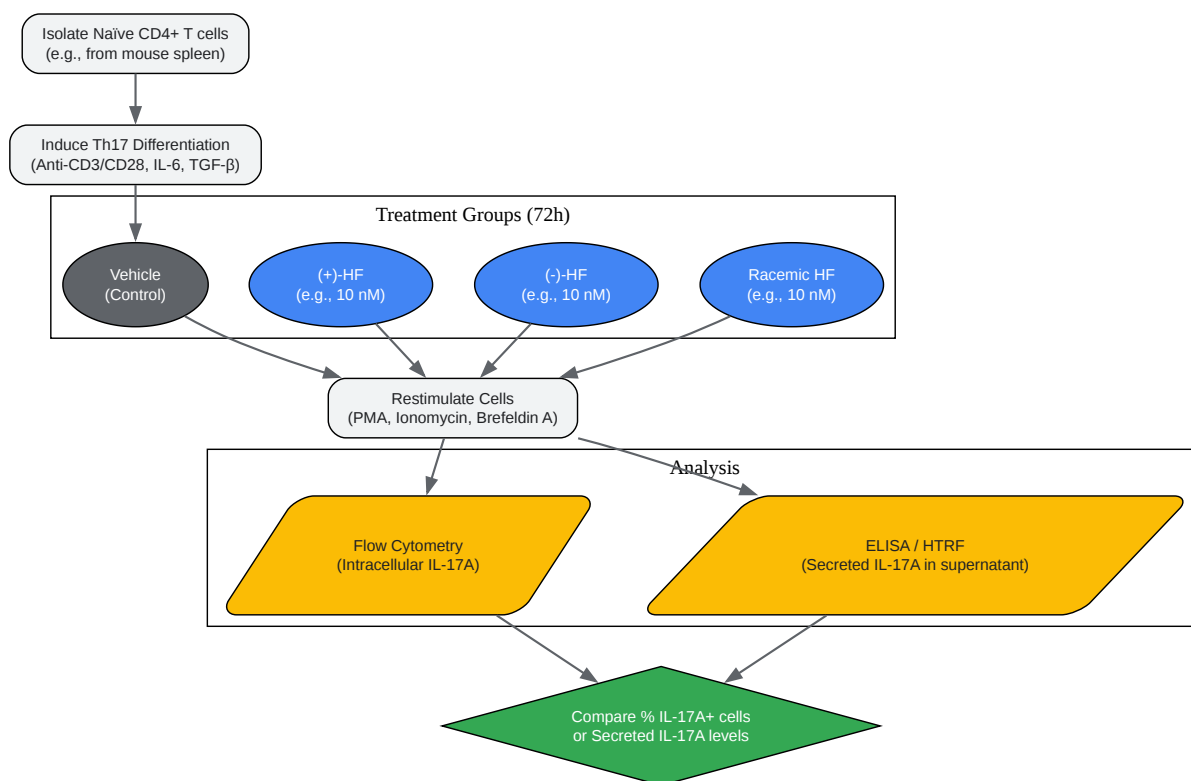 Isolate Naïve CD4+ T cells
(e.g., from mouse spleen)
Induce Th17 Differentiation
(Anti-CD3/CD28, IL-6, TGF-β)
Treatment Groups (72h)
Vehicle
(Control)
(+)-HF
(e.g., 10 nM)
(-)-HF
(e.g., 10 nM)
Racemic HF
(e.g., 10 nM)
Restimulate Cells
(PMA, Ionomycin, Brefeldin A)
Analysis
Flow Cytometry
(Intracellular IL-17A)
ELISA / HTRF
(Secreted IL-17A in supernatant)
Compare % IL-17A+ cells
or Secreted IL-17A levels